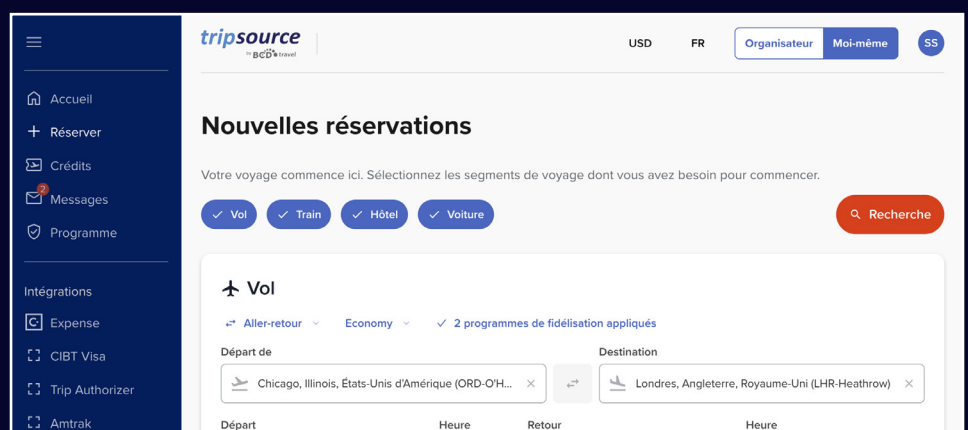 tripsource
by BCD travel
USD
FR
Organisateur
Moi-même
SS
Accueil
Réserver
Crédits
2
Messages
Programme
Intégrations
Expense
CIBT Visa
Trip Authorizer
Amtrak
Nouvelles réservations
Votre voyage commence ici. Sélectionnez les segments de voyage dont vous avez besoin pour commencer.
Vol
Train
Hôtel
Voiture
Recherche
Vol
Aller-retour
Economy
2 programmes de fidélisation appliqués
Départ de
Destination
Chicago, Illinois, États-Unis d'Amérique (ORD-O'H...
Londres, Angleterre, Royaume-Uni (LHR-Heathrow)
Départ
Heure
Retour
Heure